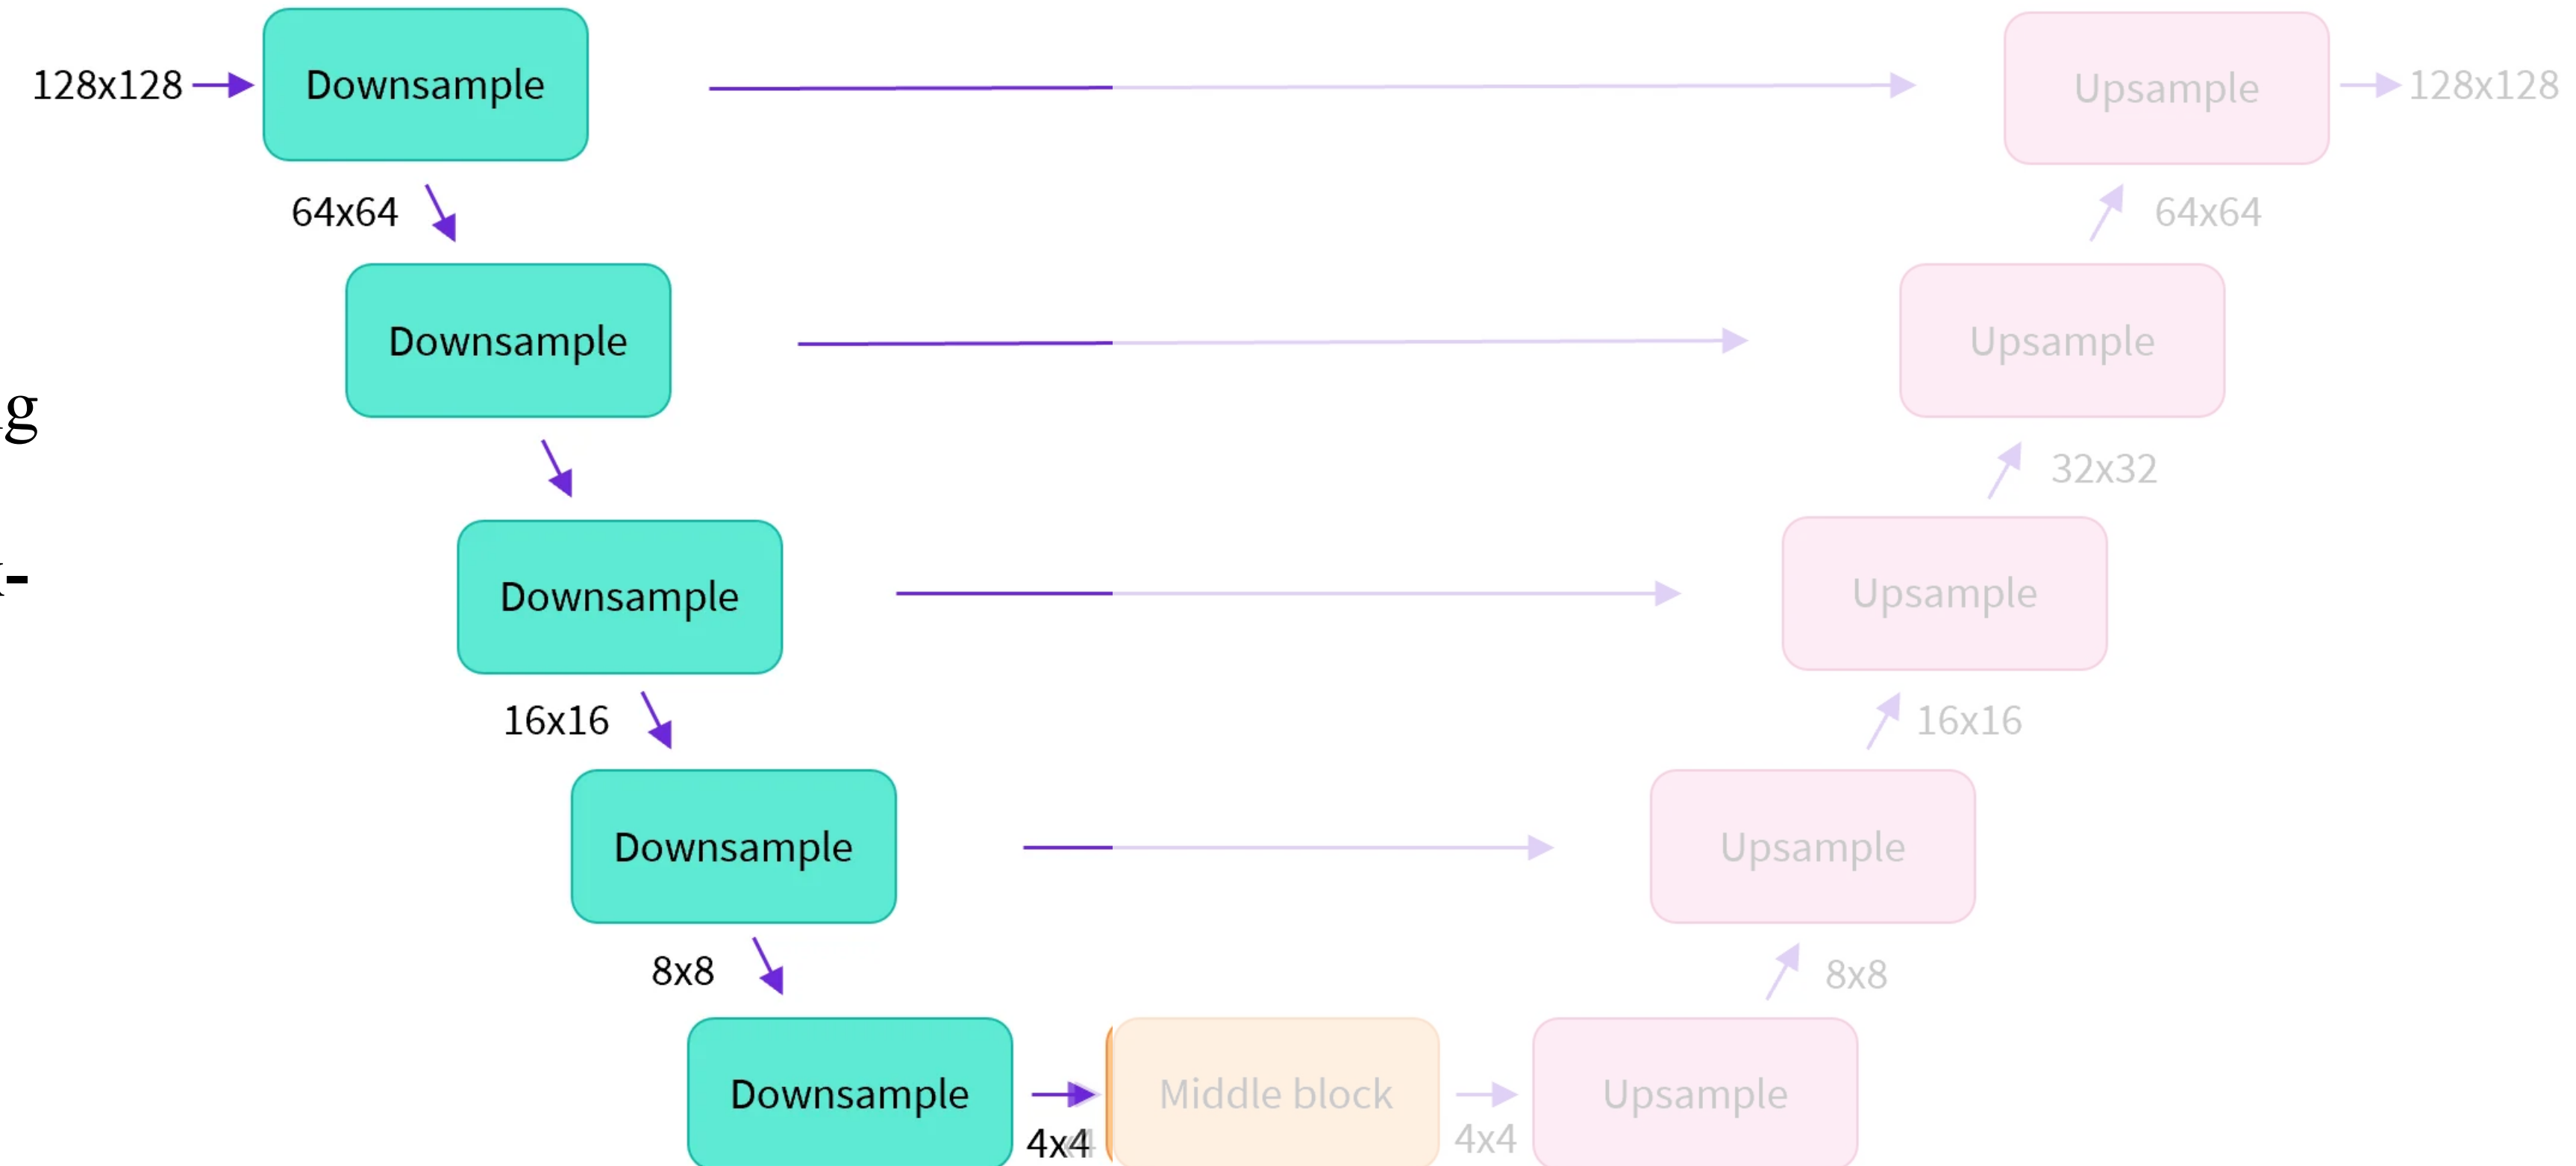 128x128 Downsample Upsample 128x128
64x64 64x64
Downsample Upsample
g
32x32
-
Downsample Upsample
16x16 16x16
Downsample Upsample
8x8 8x8
Downsample Middle block Upsample
4x4 4x4